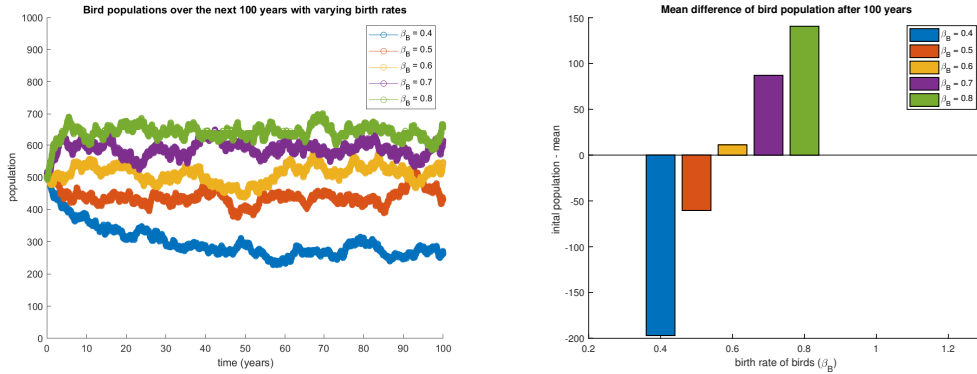 Bird populations over the next 100 years with varying birth rates
1000
900
800
700
600
500
400
300
200
100
0
population
0 10 20 30 40 50 60 70 80 90 100
time (years)
β_B = 0.4
β_B = 0.5
β_B = 0.6
β_B = 0.7
β_B = 0.8
Mean difference of bird population after 100 years
150
100
50
0
-50
-100
-150
-200
inital population - mean
0.2 0.4 0.6 0.8 1 1.2
birth rate of birds (β_B)
β_B = 0.4
β_B = 0.5
β_B = 0.6
β_B = 0.7
β_B = 0.8